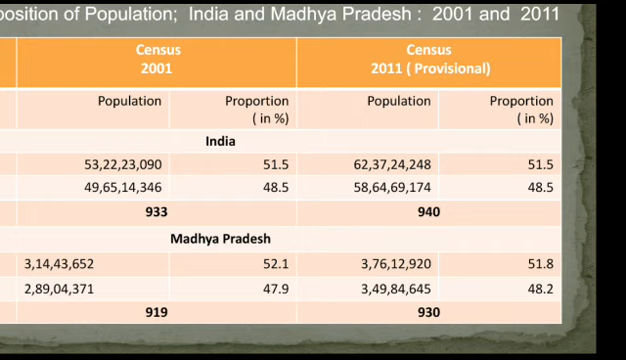 position of Population; India and Madhya Pradesh : 2001 and 2011
Census Census
2001 2011 ( Provisional)
Population Proportion Population Proportion
( in %) ( in %)
India
53,22,23,090 51.5 62,37,24,248 51.5
49,65,14,346 48.5 58,64,69,174 48.5
933 940
Madhya Pradesh
3,14,43,652 52.1 3,76,12,920 51.8
2,89,04,371 47.9 3,49,84,645 48.2
919 930